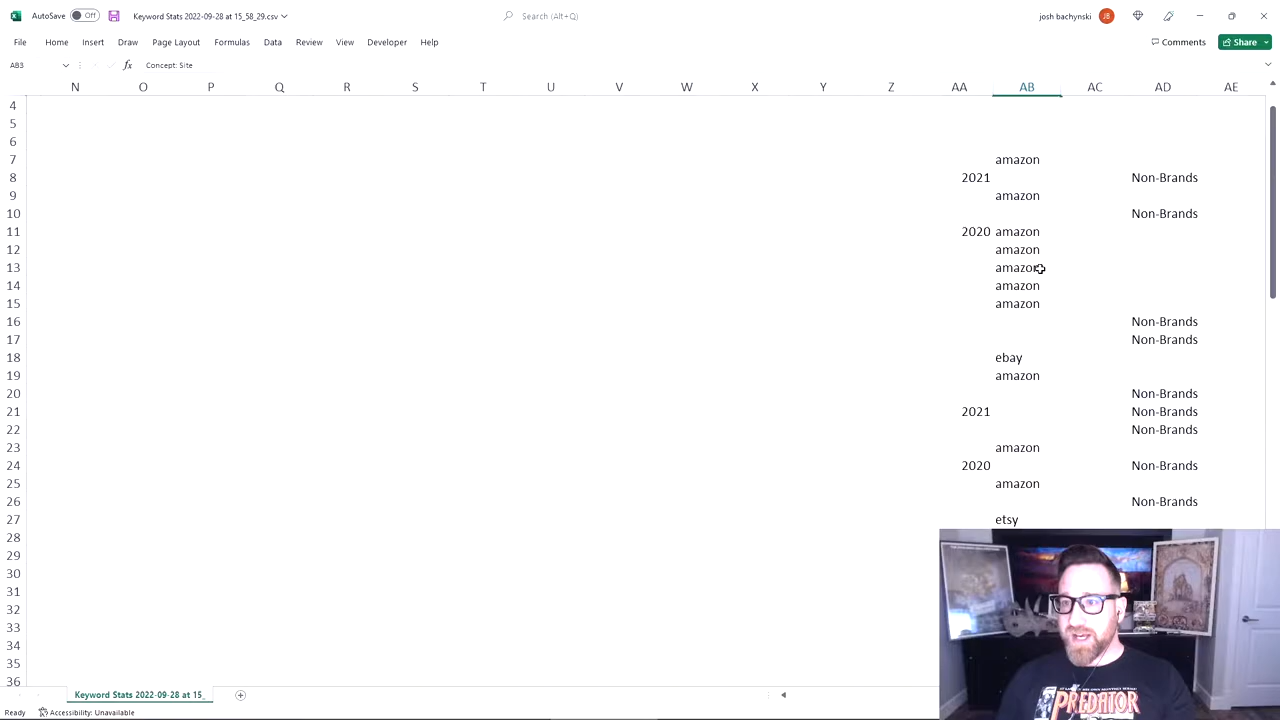 AutoSave Off Keyword Stats 2022-09-28 at 15_58_29.csv Search (Alt+Q) josh bachynski JB
File Home Insert Draw Page Layout Formulas Data Review View Developer Help Comments Share
AB3 fx Concept: Site
N O P Q R S T U V W X Y Z AA AB AC AD AE
4
5
6
7 amazon
8 2021 Non-Brands
9 amazon
10 Non-Brands
11 2020 amazon
12 amazon
13 amazon
14 amazon
15 amazon
16 Non-Brands
17 Non-Brands
18 ebay
19 amazon
20 Non-Brands
21 2021 Non-Brands
22 Non-Brands
23 amazon
24 2020 Non-Brands
25 amazon
26 Non-Brands
27 etsy
28
29
30
31
32
33
34
35
36
PREDATOR
Keyword Stats 2022-09-28 at 15_
Ready Accessibility: Unavailable